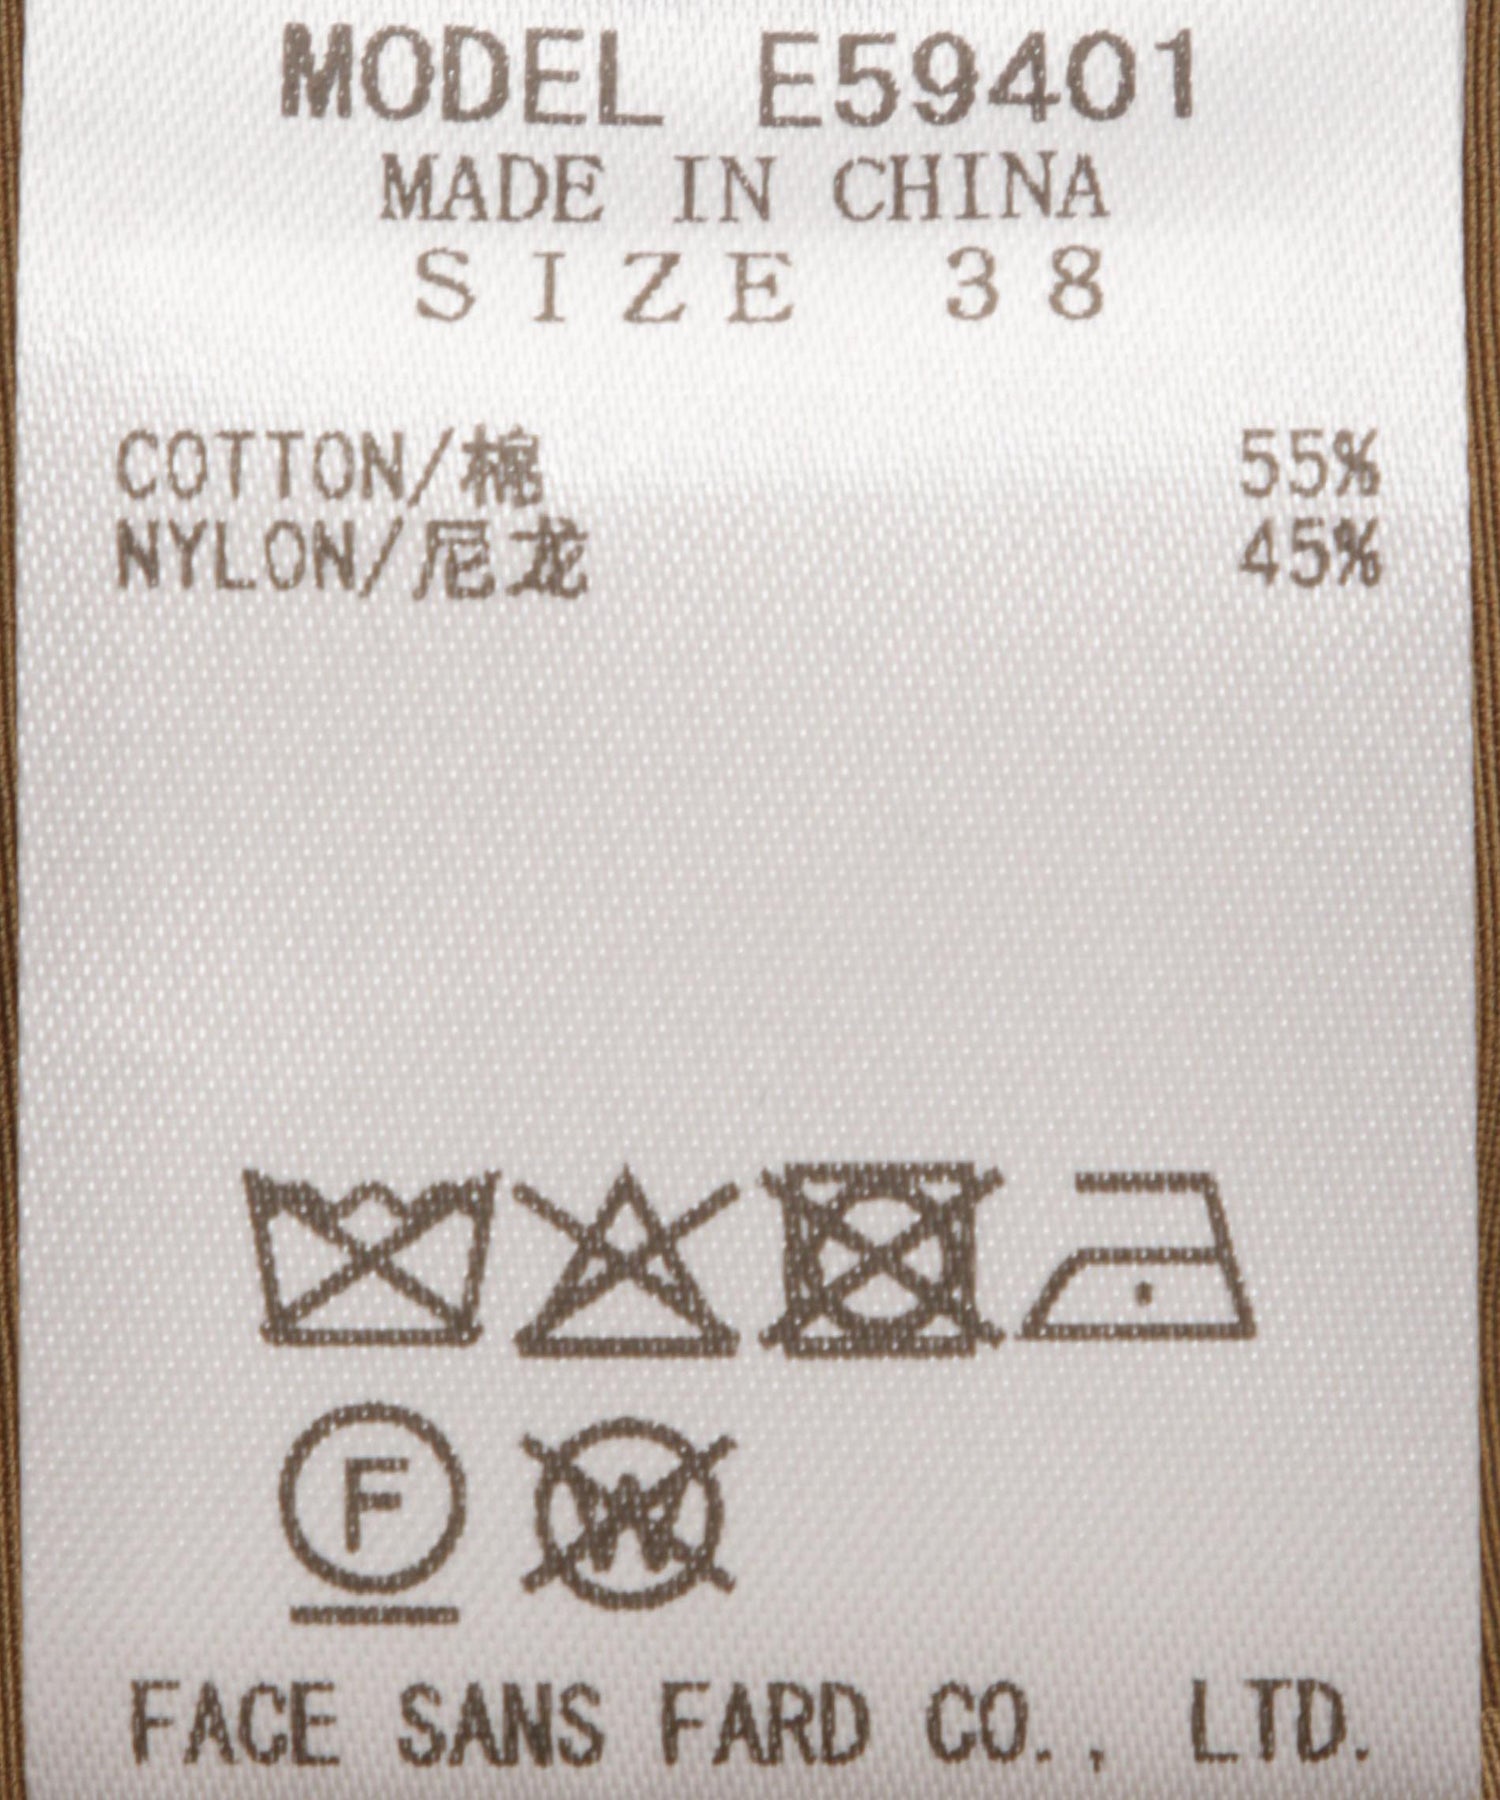 MODEL E59401
MADE IN CHINA
SIZE 38
COTTON/棉 55%
NYLON/尼龙 45%
F W
FACE SANS FARD CO., LTD.